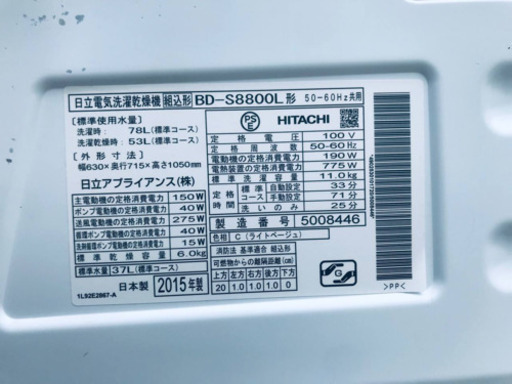 日立電気洗濯乾燥機 組込形 BD-S8800L形 50-60Hz共用
[標準使用水量]
洗濯時: 78L(標準コース)
洗濯乾燥時: 53L(標準コース)
[外形寸法]
幅630×奥行715×高さ1050mm
日立アプライアンス(株)
主電動機の定格消費電力 150W
ポンプ電動機の定格消費電力 40W
送風電動機の定格消費電力 275W
循環ポンプ電動機の定格消費電力 40W
洗剤循環ポンプ電動機の定格消費電力 15W
標準乾燥容量 6.0kg
標準水量 37L(標準コース)
日本製 2015年製
1L92E2867-A
PS
E
HITACHI
定格電圧 100V
定格周波数 50-60Hz
電動機の定格消費電力 190W
電熱装置の定格消費電力 775W
標準洗濯容量 11.0kg
自動設定 33分
手動設定 71分
洗いのみ 25分
製造番号 5008446
色相 C(ライトベージュ)
消防法 基準適合 組込形
可燃物からの離隔距離(cm)
上方 左方 右方 前方 後方 下方
20 1.0 1.0 1.0 1.0 0
G
>PP<